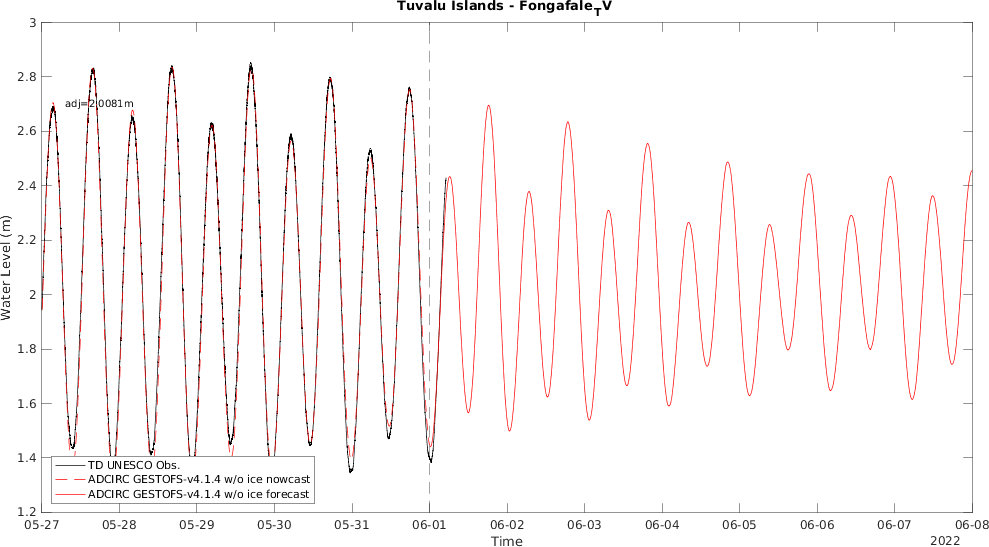 Tuvalu Islands - Fongafale_TV
3
2.8
2.6
2.4
2.2
2
1.8
1.6
1.4
1.2
Water Level (m)
adj=2.0081m
TD UNESCO Obs.
ADCIRC GESTOFS-v4.1.4 w/o ice nowcast
ADCIRC GESTOFS-v4.1.4 w/o ice forecast
05-27 05-28 05-29 05-30 05-31 06-01 06-02 06-03 06-04 06-05 06-06 06-07 06-08
Time
2022